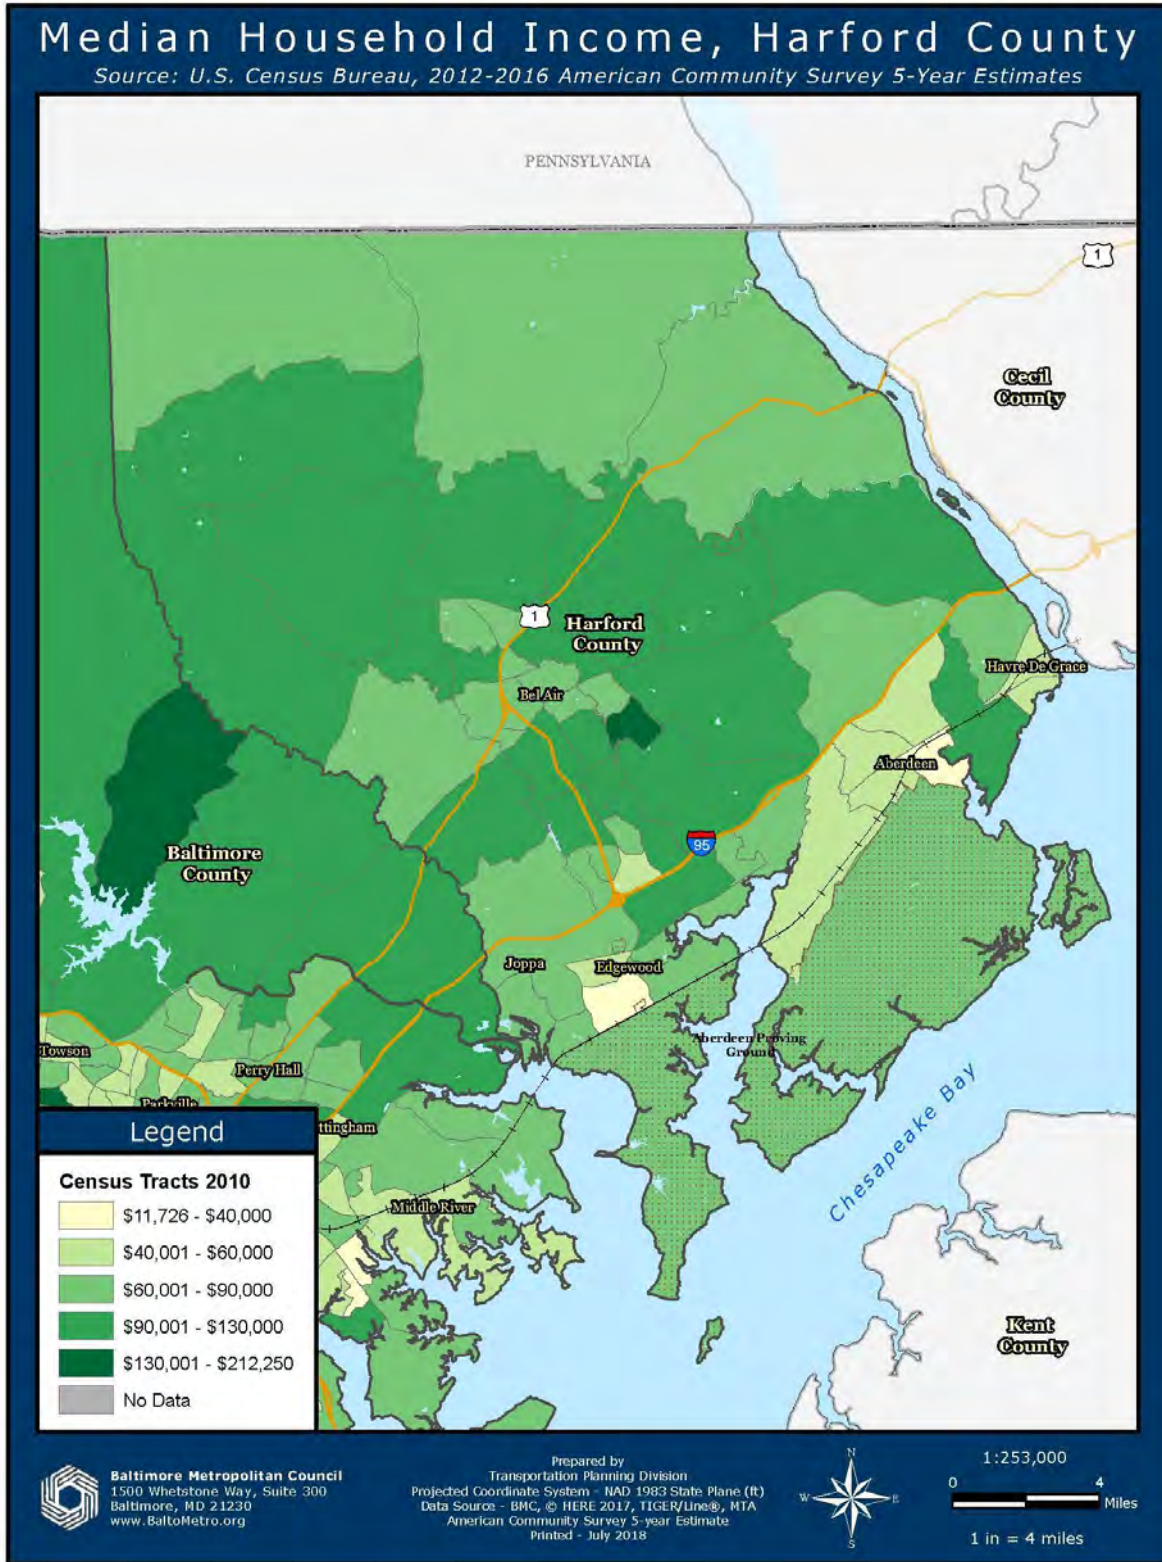 Median Household Income, Harford County
Source: U.S. Census Bureau, 2012-2016 American Community Survey 5-Year Estimates
PENNSYLVANIA
1
Cecil
County
1
Harford
County
Havre De Grace
Bel Air
Aberdeen
95
Baltimore
County
Joppa
Edgewood
Aberdeen Proving
Ground
Towson
Perry Hall
Parkville
ttingham
Chesapeake Bay
Middle River
Kent
County
Legend
Census Tracts 2010
$11,726 - $40,000
$40,001 - $60,000
$60,001 - $90,000
$90,001 - $130,000
$130,001 - $212,250
No Data
Baltimore Metropolitan Council
1500 Whetstone Way, Suite 300
Baltimore, MD 21230
www.BaltoMetro.org
Prepared by
Transportation Planning Division
Projected Coordinate System - NAD 1983 State Plane (ft)
Data Source - BMC, © HERE 2017, TIGER/Line®, MTA
American Community Survey 5-year Estimate
Printed - July 2018
N
W E
S
1:253,000
0 4
Miles
1 in = 4 miles